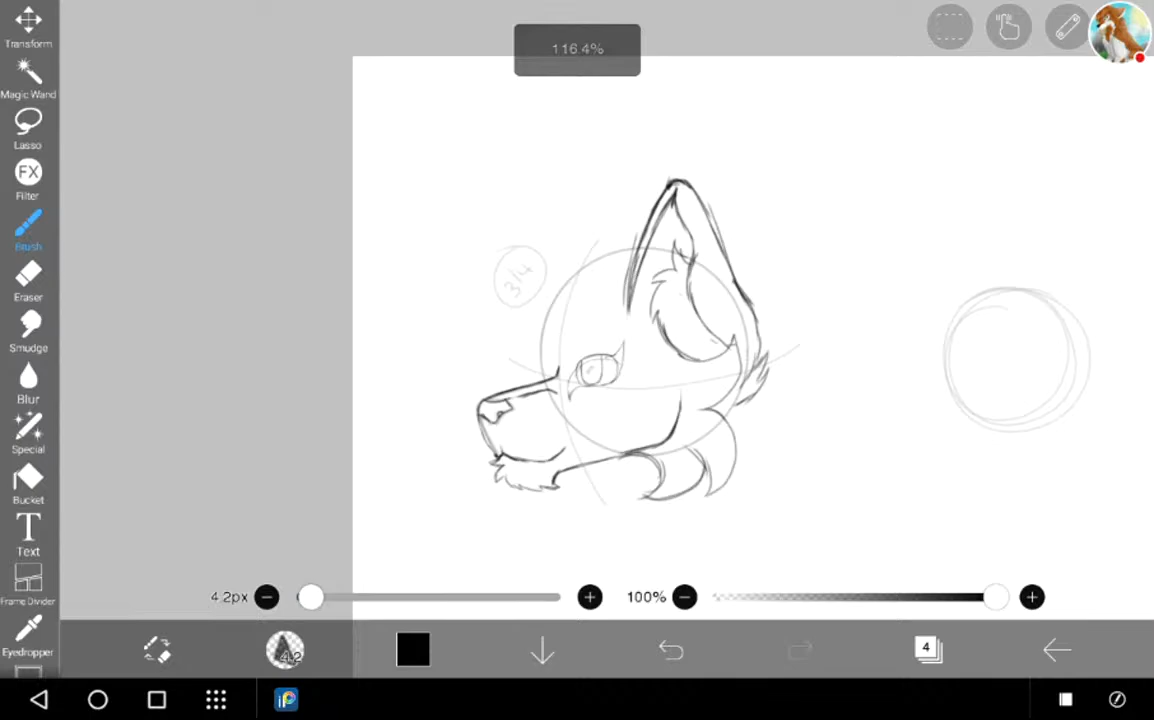 Transform
116.4%
Magic Wand
Lasso
FX
Filter
Brush
3/4
Eraser
Smudge
Blur
Special
Bucket
T
Text
4.2px
100%
Frame Divider
Eyedropper
4.2
4
iP